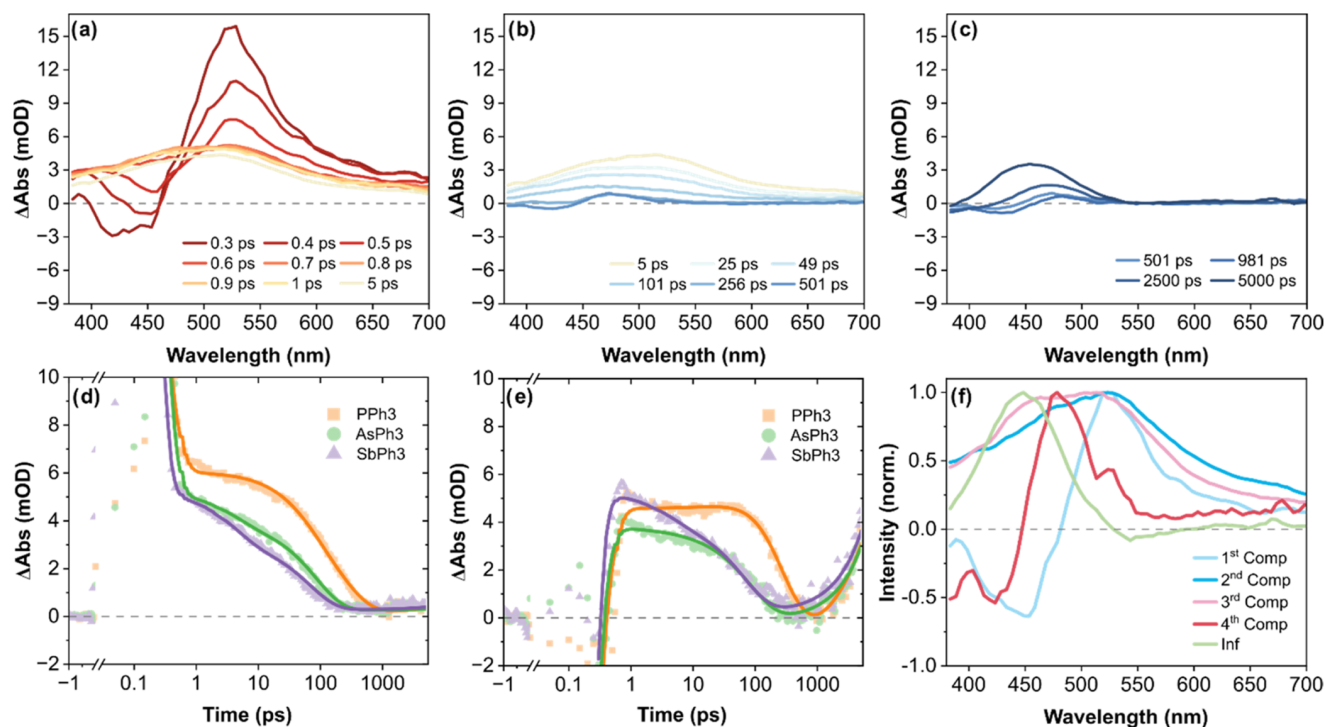 (a)
ΔAbs (mOD)
15
12
9
6
3
0
−3
−6
−9
0.3 ps 0.4 ps 0.5 ps
0.6 ps 0.7 ps 0.8 ps
0.9 ps 1 ps 5 ps
400 450 500 550 600 650 700
Wavelength (nm)
(b)
ΔAbs (mOD)
15
12
9
6
3
0
−3
−6
−9
5 ps 25 ps 49 ps
101 ps 256 ps 501 ps
400 450 500 550 600 650 700
Wavelength (nm)
(c)
ΔAbs (mOD)
15
12
9
6
3
0
−3
−6
−9
501 ps 981 ps
2500 ps 5000 ps
400 450 500 550 600 650 700
Wavelength (nm)
(d)
ΔAbs (mOD)
10
8
6
4
2
0
−2
PPh3
AsPh3
SbPh3
−1 0.1 1 10 100 1000
Time (ps)
(e)
ΔAbs (mOD)
10
8
6
4
2
0
−2
PPh3
AsPh3
SbPh3
−1 0.1 1 10 100 1000
Time (ps)
(f)
Intensity (norm.)
1.0
0.5
0.0
-0.5
-1.0
1st Comp
2nd Comp
3rd Comp
4th Comp
Inf
400 450 500 550 600 650 700
Wavelength (nm)